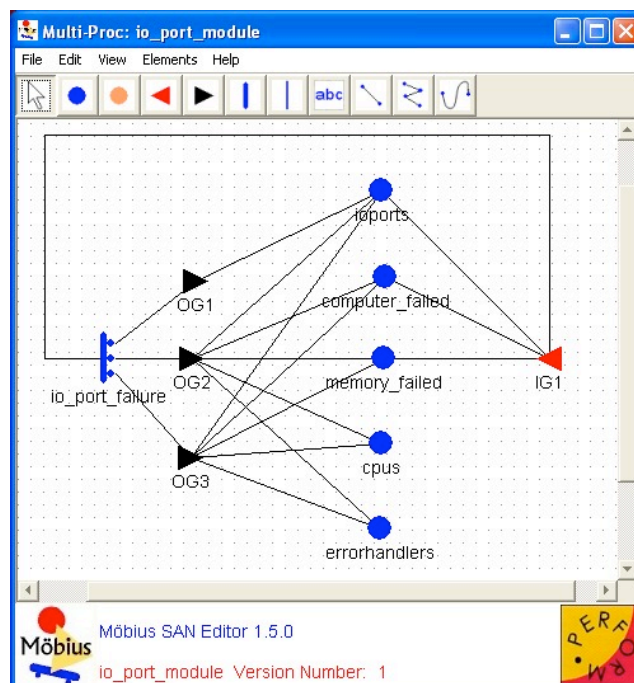 Multi-Proc: io_port_module
File Edit View Elements Help
abc
ioports
OG1
computer_failed
io_port_failure
OG2
memory_failed
IG1
OG3
cpus
errorhandlers
Möbius
Möbius SAN Editor 1.5.0
io_port_module Version Number: 1
PERFORM